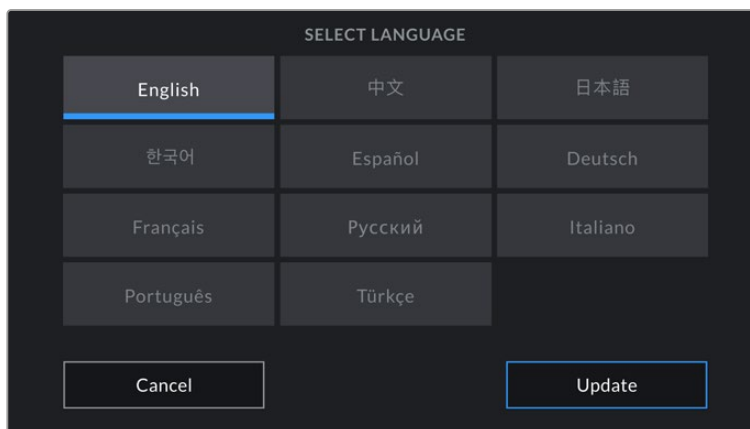 SELECT LANGUAGE
English
中文
日本語
한국어
Español
Deutsch
Français
Русский
Italiano
Português
Türkçe
Cancel
Update